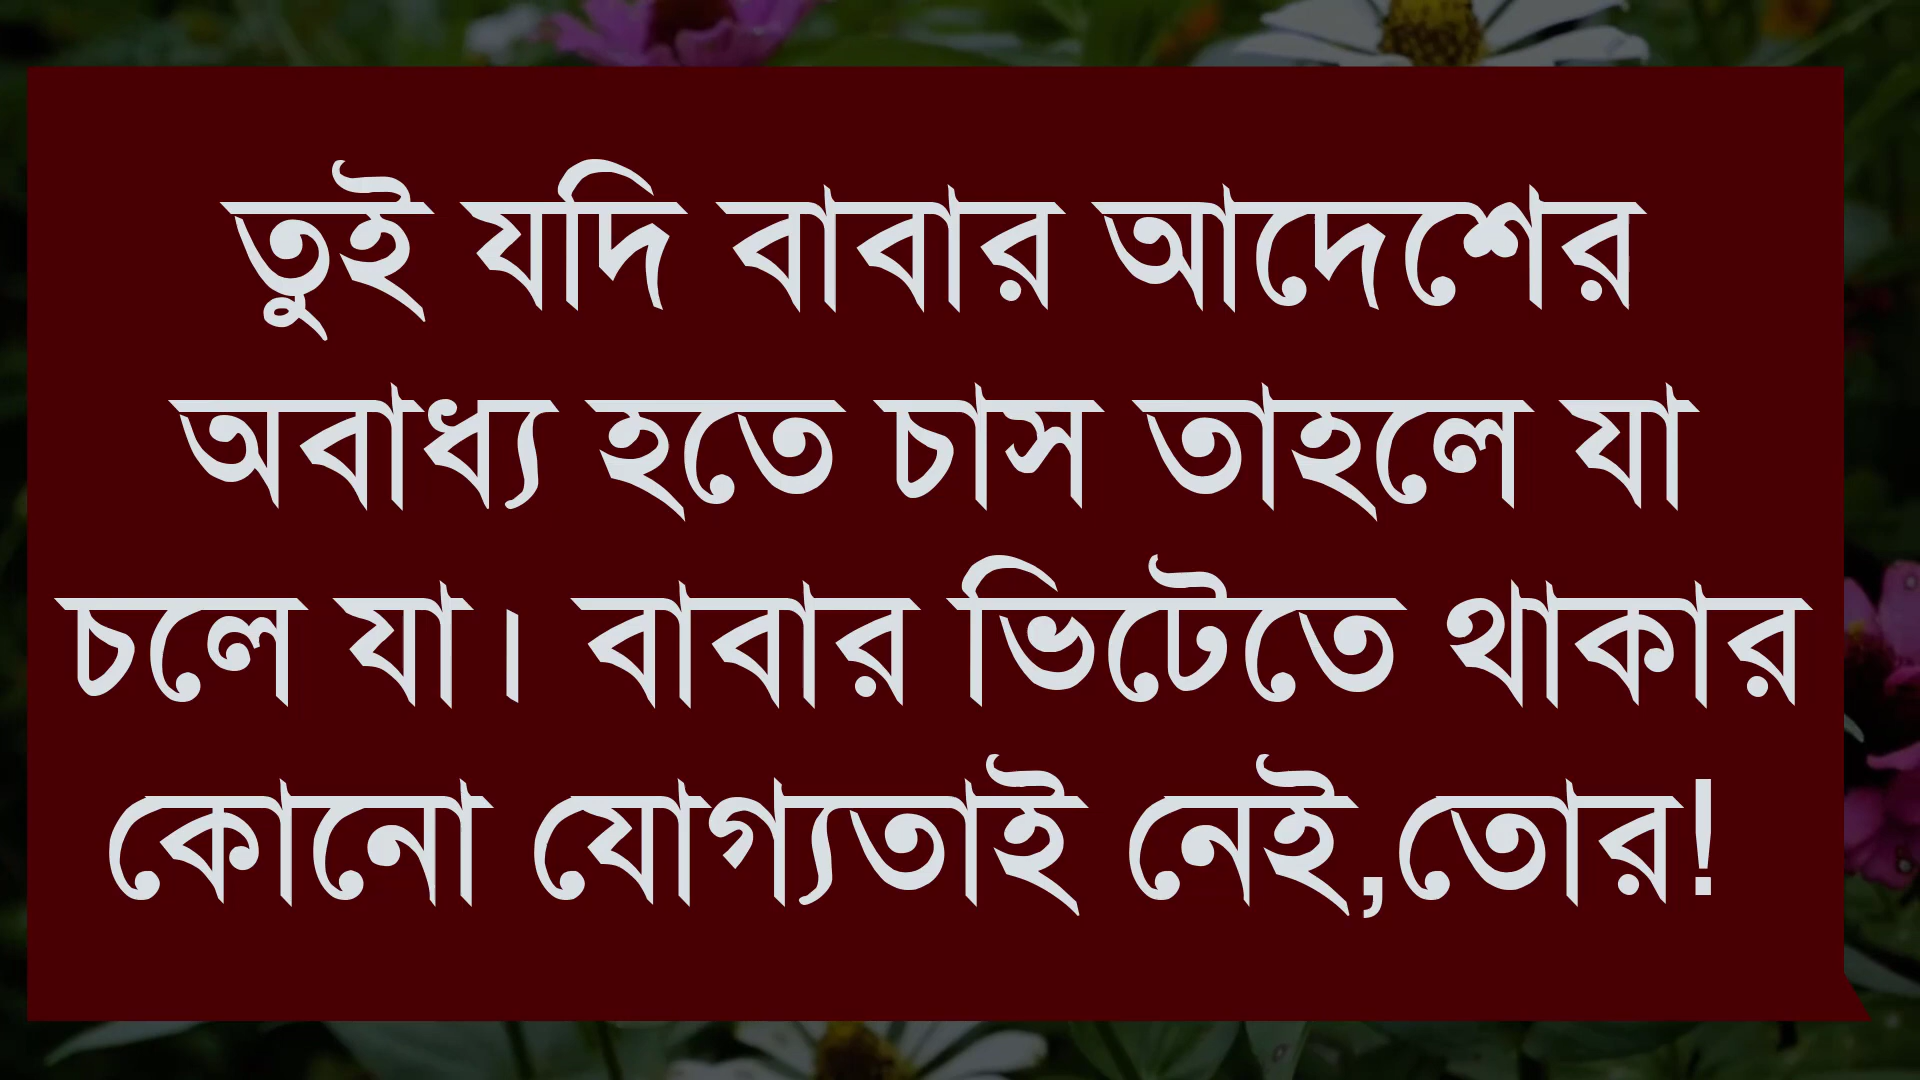 তুই যদি বাবার আদেশের
অবাধ্য হতে চাস তাহলে যা
চলে যা। বাবার ভিটেতে থাকার
কোনো যোগ্যতাই নেই,তোর!